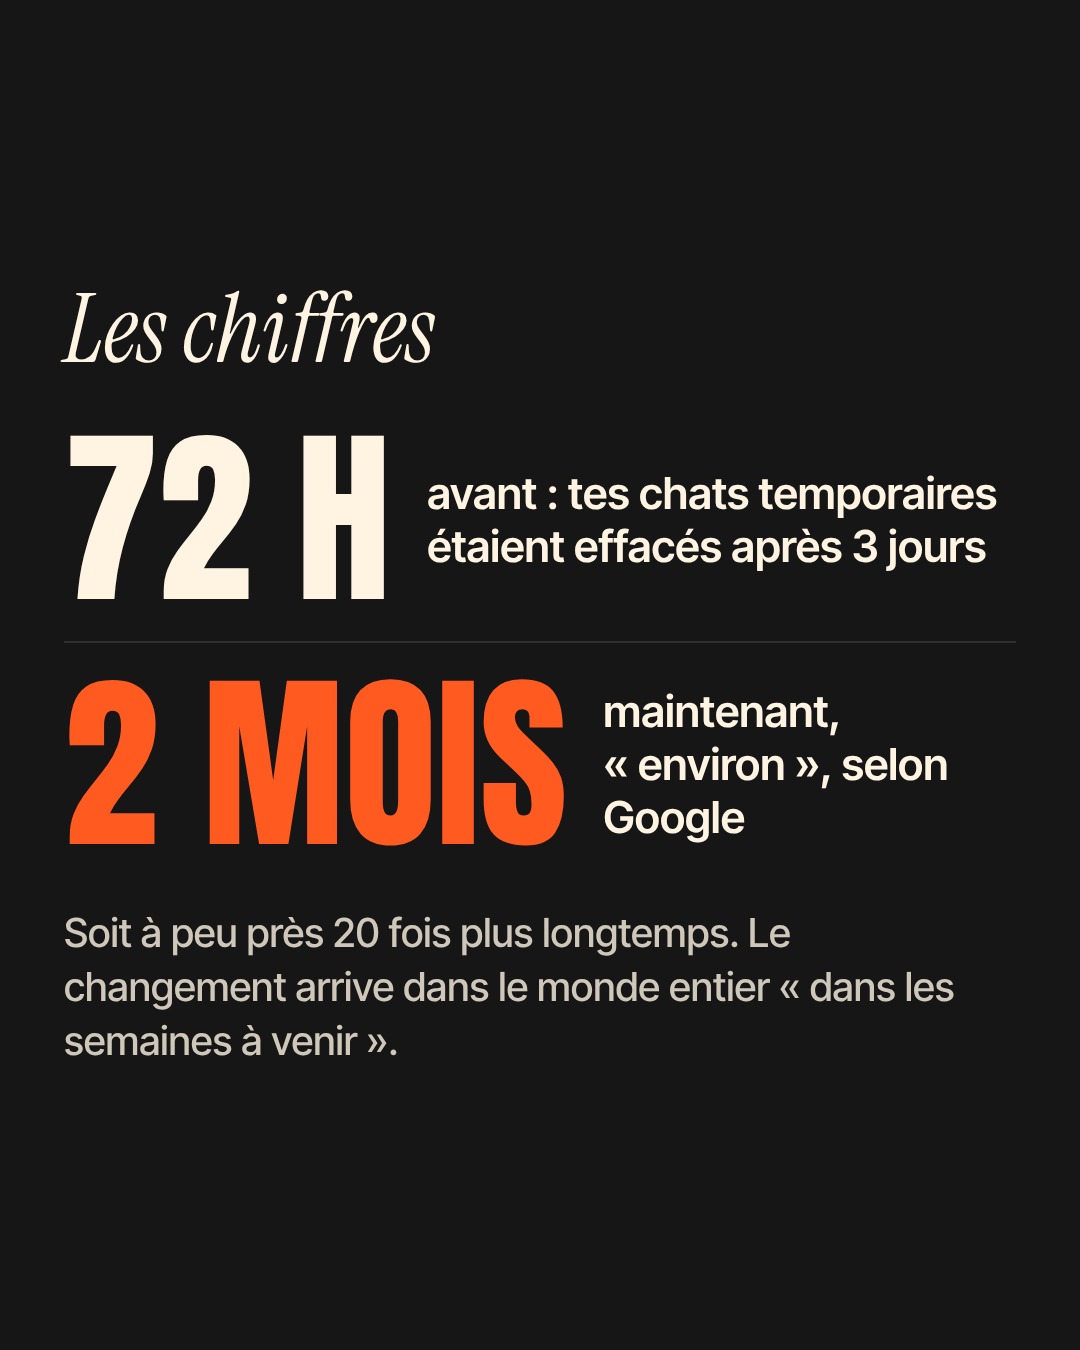 Les chiffres
72 H
avant : tes chats temporaires
étaient effacés après 3 jours
2 MOIS
maintenant,
« environ », selon
Google
Soit à peu près 20 fois plus longtemps. Le
changement arrive dans le monde entier « dans les
semaines à venir ».